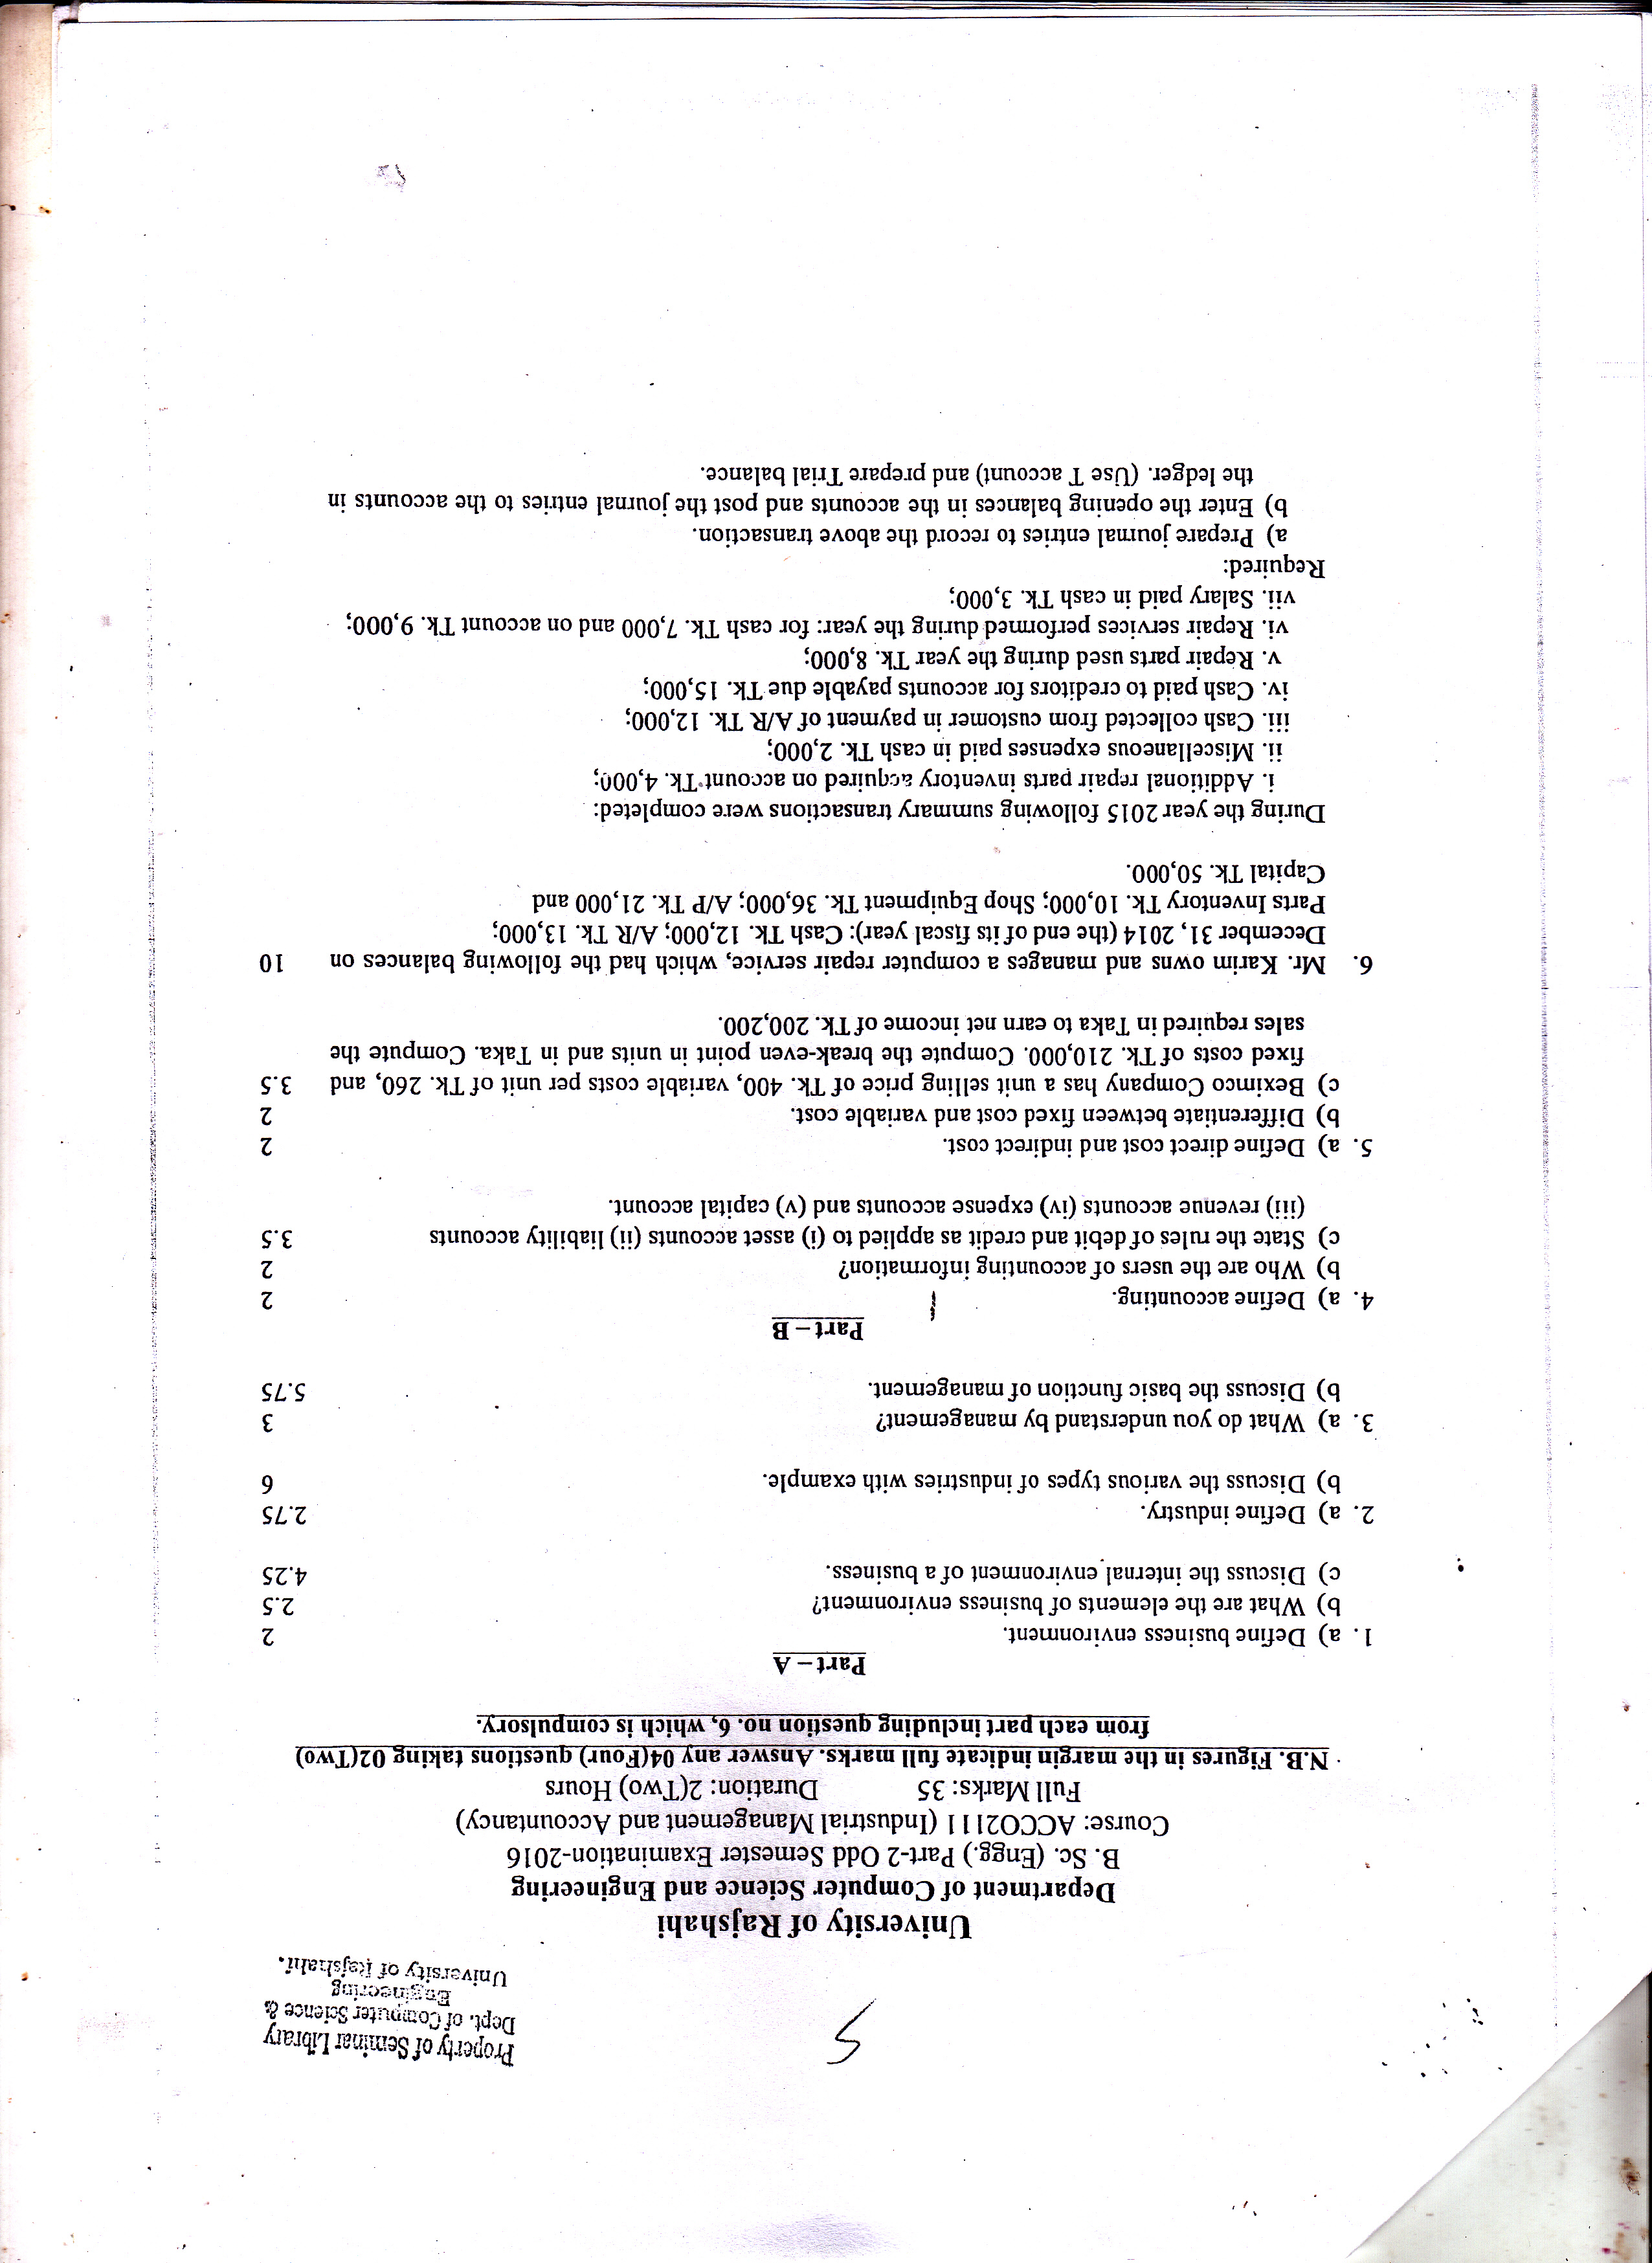 5
Property of Seminar Library
Dept. of Computer Science &
Engineering
University of Rajshahi.
University of Rajshahi
Department of Computer Science and Engineering
B. Sc. (Engg.) Part-2 Odd Semester Examination-2016
Course: ACCO2111 (Industrial Management and Accountancy)
Full Marks: 35 Duration: 2(Two) Hours
N.B. Figures in the margin indicate full marks. Answer any 04(Four) questions taking 02(Two)
from each part including question no. 6, which is compulsory.
Part – A
1. a) Define business environment. 2
b) What are the elements of business environment? 2.5
c) Discuss the internal environment of a business. 4.25
2. a) Define industry. 2.75
b) Discuss the various types of industries with example. 6
3. a) What do you understand by management? 3
b) Discuss the basic function of management. 5.75
Part – B
4. a) Define accounting. 2
b) Who are the users of accounting information? 2
c) State the rules of debit and credit as applied to (i) asset accounts (ii) liability accounts 3.5
(iii) revenue accounts (iv) expense accounts and (v) capital account.
5. a) Define direct cost and indirect cost. 2
b) Differentiate between fixed cost and variable cost. 2
c) Beximco Company has a unit selling price of Tk. 400, variable costs per unit of Tk. 260, and 3.5
fixed costs of Tk. 210,000. Compute the break-even point in units and in Taka. Compute the
sales required in Taka to earn net income of Tk. 200,200.
6. Mr. Karim owns and manages a computer repair service, which had the following balances on 10
December 31, 2014 (the end of its fiscal year): Cash Tk. 12,000; A/R Tk. 13,000;
Parts Inventory Tk. 10,000; Shop Equipment Tk. 36,000; A/P Tk. 21,000 and
Capital Tk. 50,000.
During the year 2015 following summary transactions were completed:
i. Additional repair parts inventory acquired on account Tk. 4,000;
ii. Miscellaneous expenses paid in cash Tk. 2,000;
iii. Cash collected from customer in payment of A/R Tk. 12,000;
iv. Cash paid to creditors for accounts payable due Tk. 15,000;
v. Repair parts used during the year Tk. 8,000;
vi. Repair services performed during the year: for cash Tk. 7,000 and on account Tk. 9,000;
vii. Salary paid in cash Tk. 3,000;
Required:
a) Prepare journal entries to record the above transaction.
b) Enter the opening balances in the accounts and post the journal entries to the accounts in
the ledger. (Use T account) and prepare Trial balance.